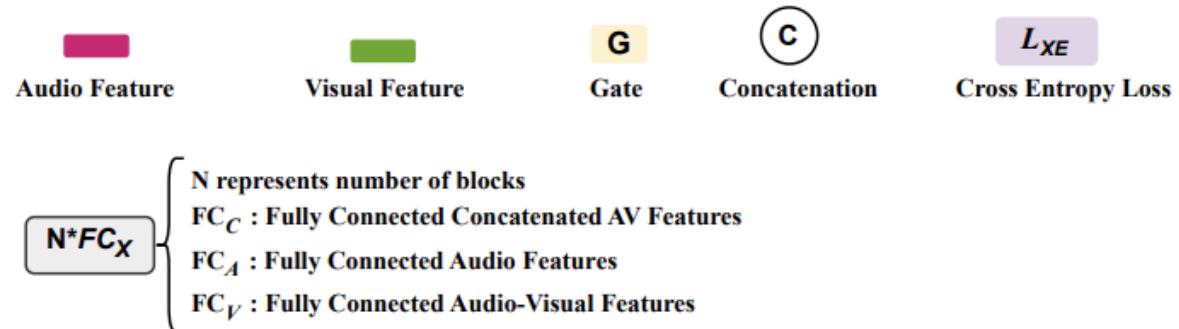 G C L_XE
Audio Feature Visual Feature Gate Concatenation Cross Entropy Loss
N represents number of blocks
FC_C : Fully Connected Concatenated AV Features
N*FC_X
FC_A : Fully Connected Audio Features
FC_V : Fully Connected Audio-Visual Features